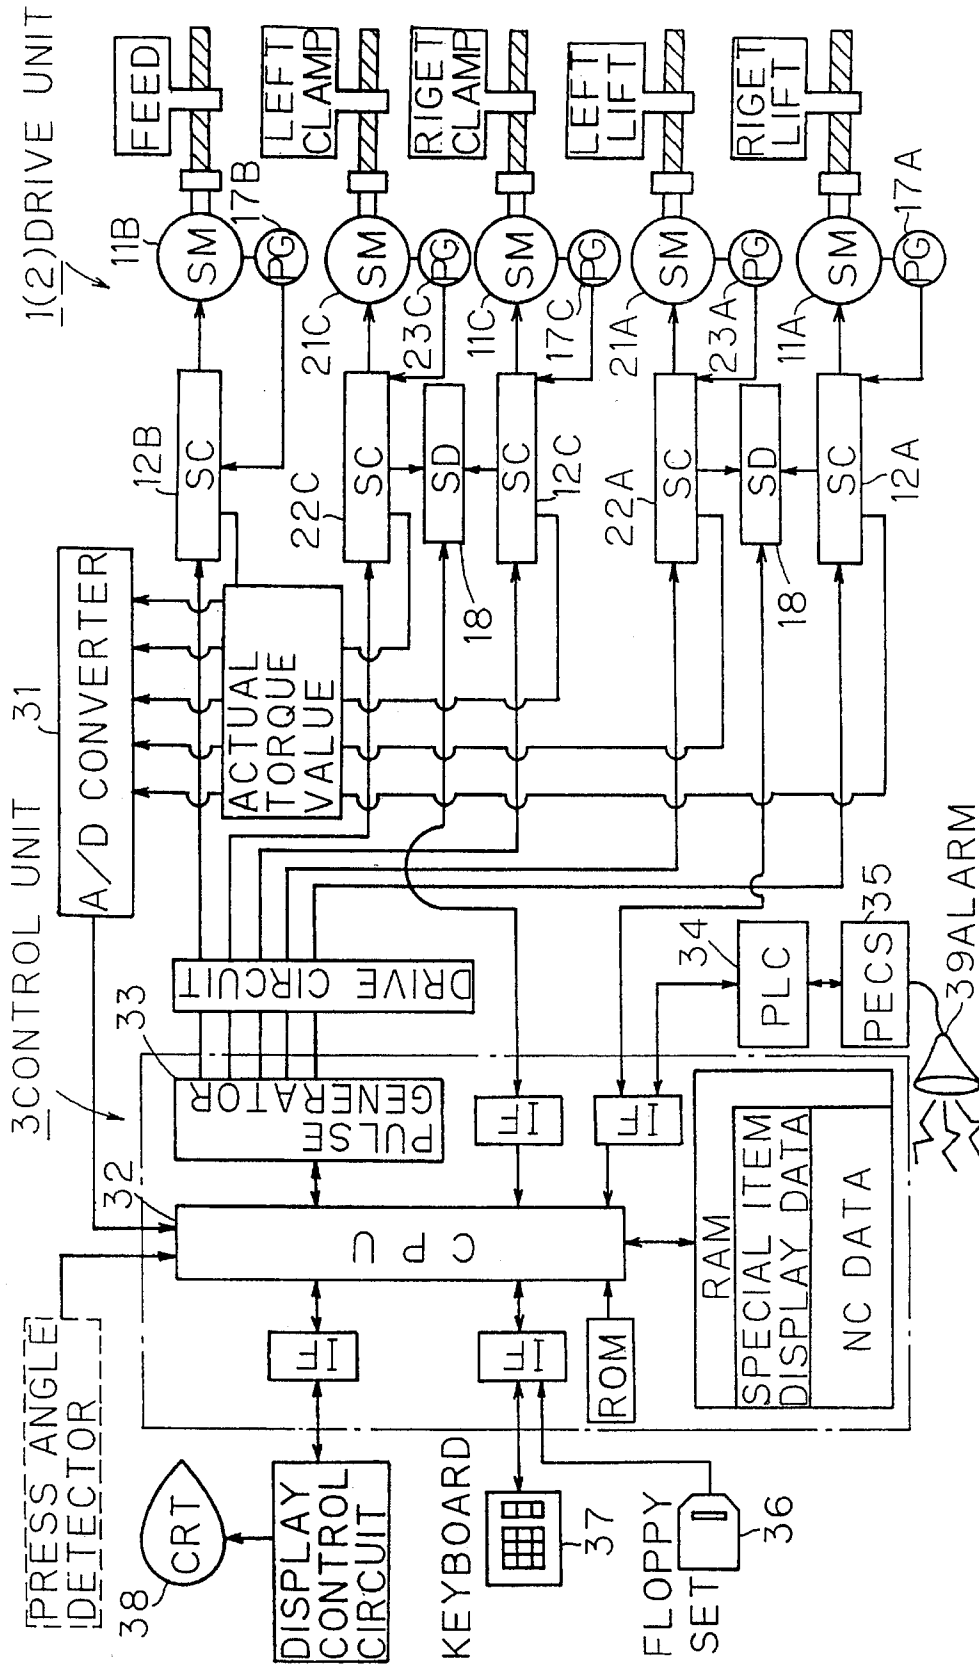 1(2)DRIVE UNIT
3CONTROL UNIT
PRESS ANGLE
DETECTOR
38
CRT
DISPLAY
CONTROL
CIRCUIT
KEYBOARD
37
FLOPPY
SET
36
IF
IF
ROM
32
CPU
33
PULSE
GENERATOR
DRIVE CIRCUIT
IF
IF
RAM
SPECIAL ITEM
DISPLAY DATA
NC DATA
34
PLC
PECS
35
39ALARM
31
A/D CONVERTER
ACTUAL
TORQUE
VALUE
12B
SC
11B
SM
17B
PG
FEED
22C
SC
21C
SM
23C
PG
LEFT
CLAMP
SD
18
SC
12C
11C
SM
17C
PG
RIGET
CLAMP
22A
SC
21A
SM
23A
PG
LEFT
LIFT
SD
18
SC
12A
11A
SM
17A
PG
RIGET
LIFT